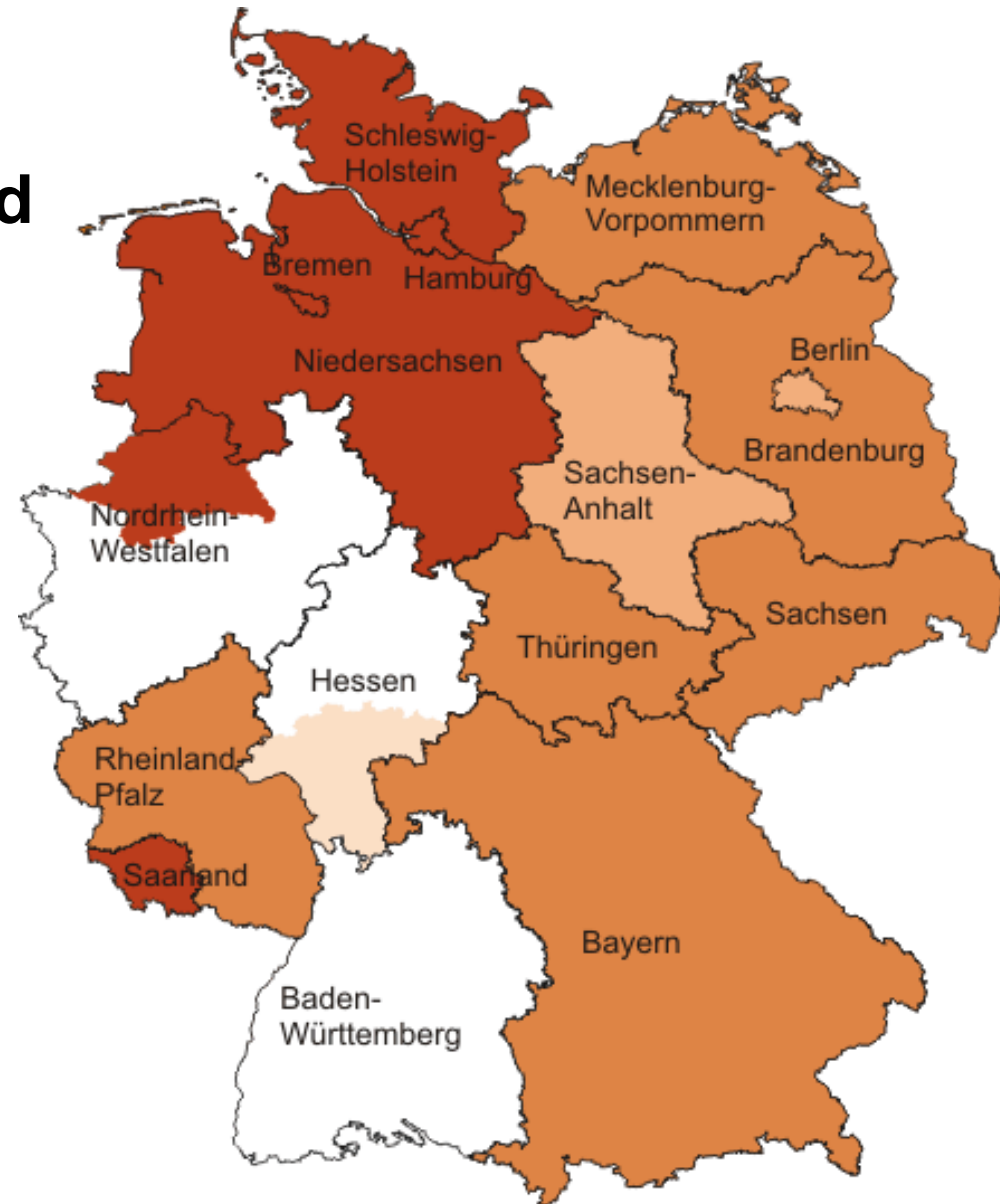 Schleswig-
Holstein
d
Mecklenburg-
Vorpommern
Bremen
Hamburg
Niedersachsen
Berlin
Brandenburg
Sachsen-
Anhalt
Nordrhein-
Westfalen
Sachsen
Thüringen
Hessen
Rheinland-
Pfalz
Saarland
Bayern
Baden-
Württemberg